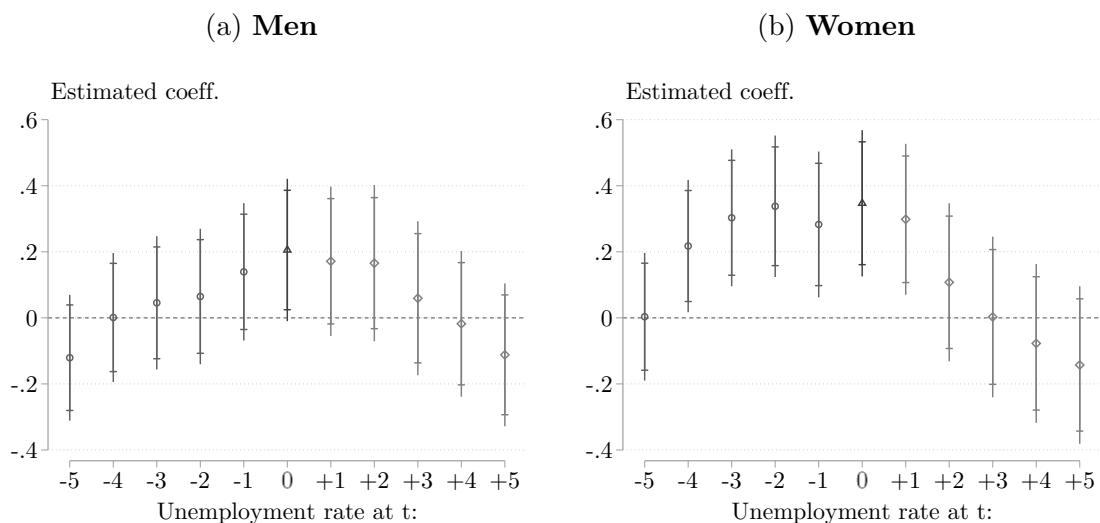 (a) Men
(b) Women
Estimated coeff.
.6
.4
.2
0
-.2
-.4
-5 -4 -3 -2 -1 0 +1 +2 +3 +4 +5
Unemployment rate at t:
Estimated coeff.
.6
.4
.2
0
-.2
-.4
-5 -4 -3 -2 -1 0 +1 +2 +3 +4 +5
Unemployment rate at t: